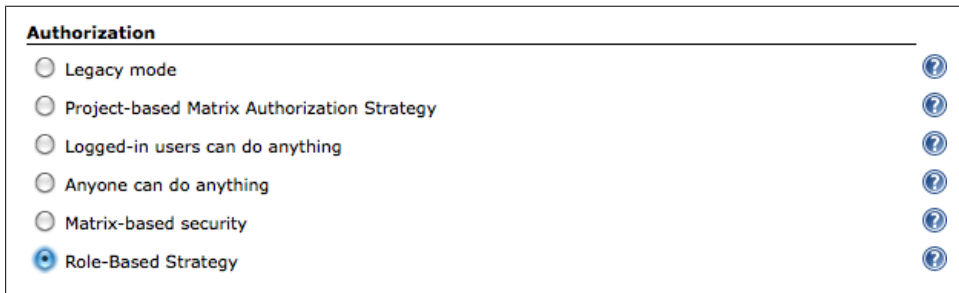 Authorization
Legacy mode
Project-based Matrix Authorization Strategy
Logged-in users can do anything
Anyone can do anything
Matrix-based security
Role-Based Strategy